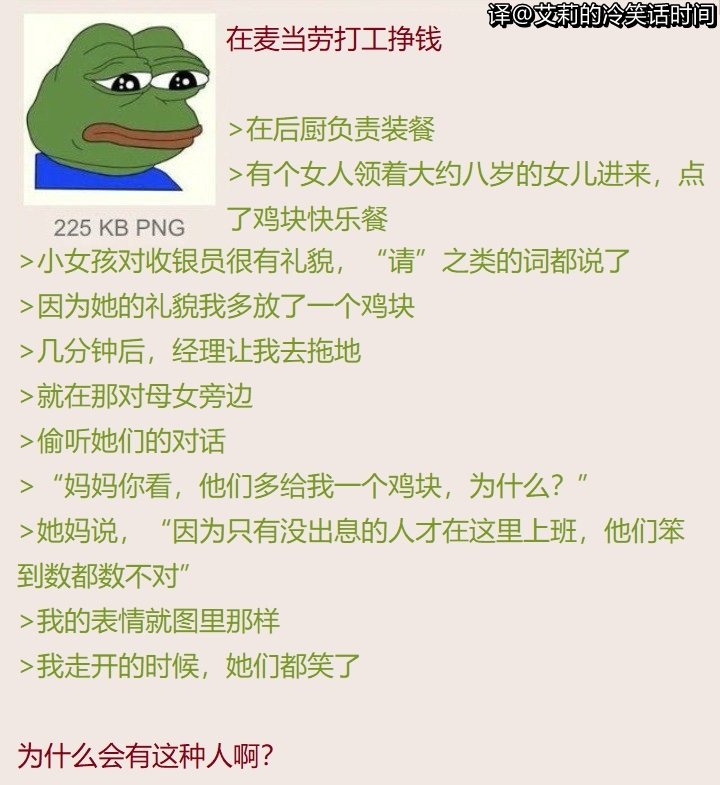 译@艾莉的冷笑话时间
在麦当劳打工挣钱
>在后厨负责装餐
>有个女人领着大约八岁的女儿进来，点
了鸡块快乐餐
225 KB PNG
>小女孩对收银员很有礼貌，“请”之类的词都说了
>因为她的礼貌我多放了一个鸡块
>几分钟后，经理让我去拖地
>就在那对母女旁边
>偷听她们的对话
>“妈妈你看，他们多给我一个鸡块，为什么？”
>她妈说，“因为只有没出息的人才在这里上班，他们笨
到数都数不对”
>我的表情就图里那样
>我走开的时候，她们都笑了
为什么会有这种人啊？